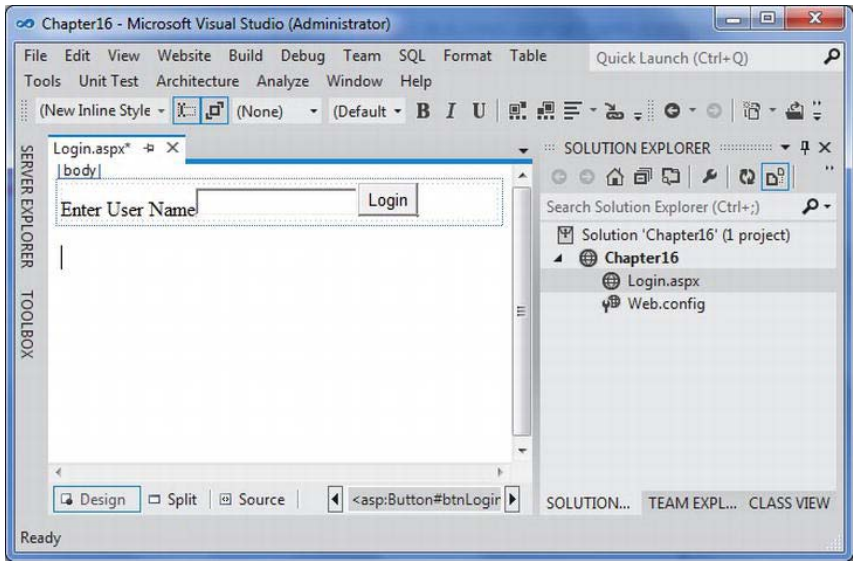 Chapter16 - Microsoft Visual Studio (Administrator)
File Edit View Website Build Debug Team SQL Format Table
Quick Launch (Ctrl+Q)
Tools Unit Test Architecture Analyze Window Help
(New Inline Style (None) (Default B I U
SERVER EXPLORER
TOOLBOX
Login.aspx*
body
Enter User Name
Login
Design Split Source
<asp:Button#btnLogin
SOLUTION EXPLORER
Search Solution Explorer (Ctrl+;)
Solution 'Chapter16' (1 project)
Chapter16
Login.aspx
Web.config
SOLUTION... TEAM EXPL... CLASS VIEW
Ready